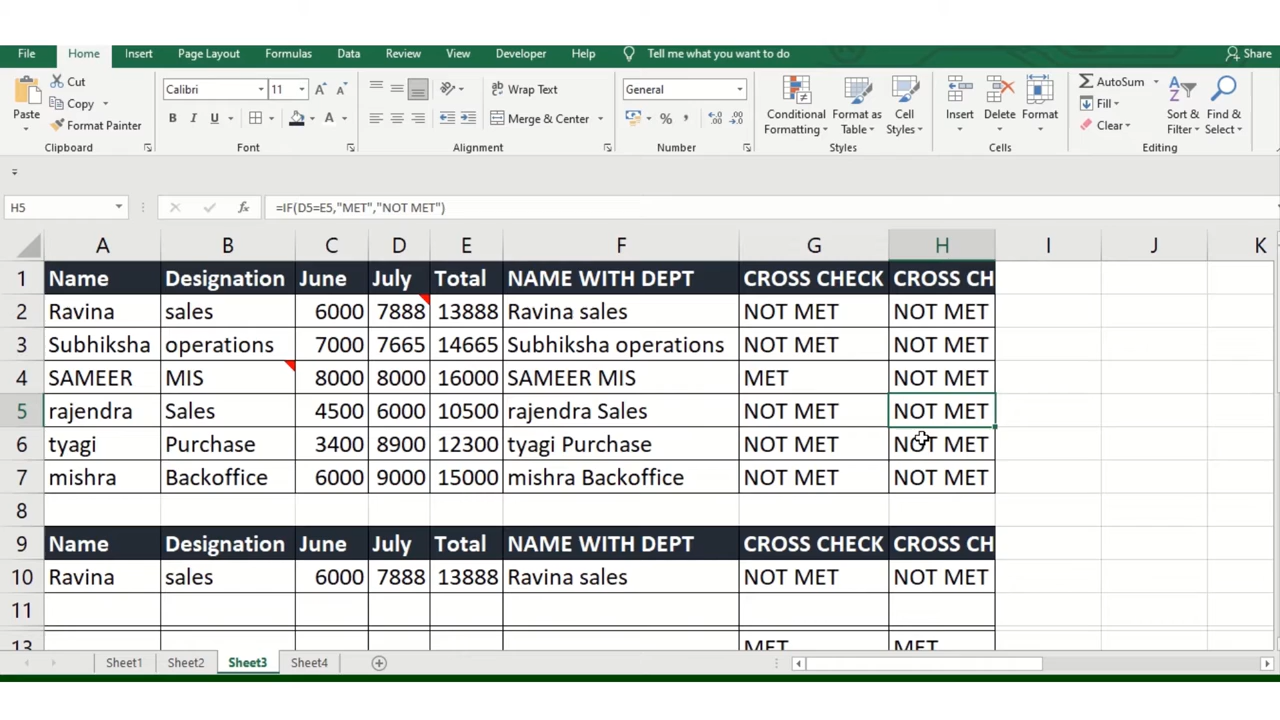 File Home Insert Page Layout Formulas Data Review View Developer Help Tell me what you want to do Share
Cut
Copy
Format Painter
Paste
Clipboard
Calibri 11
B I U
Font
Wrap Text
Merge & Center
Alignment
General
%
Number
Conditional Formatting
Format as Table
Cell Styles
Styles
Insert Delete Format
Cells
AutoSum
Fill
Clear
Sort & Filter
Find & Select
Editing
H5 fx =IF(D5=E5,"MET","NOT MET")
A B C D E F G H I J K
1 Name Designation June July Total NAME WITH DEPT CROSS CHECK CROSS CH
2 Ravina sales 6000 7888 13888 Ravina sales NOT MET NOT MET
3 Subhiksha operations 7000 7665 14665 Subhiksha operations NOT MET NOT MET
4 SAMEER MIS 8000 8000 16000 SAMEER MIS MET NOT MET
5 rajendra Sales 4500 6000 10500 rajendra Sales NOT MET NOT MET
6 tyagi Purchase 3400 8900 12300 tyagi Purchase NOT MET NOT MET
7 mishra Backoffice 6000 9000 15000 mishra Backoffice NOT MET NOT MET
8
9 Name Designation June July Total NAME WITH DEPT CROSS CHECK CROSS CH
10 Ravina sales 6000 7888 13888 Ravina sales NOT MET NOT MET
11
13 MET MET
Sheet1 Sheet2 Sheet3 Sheet4